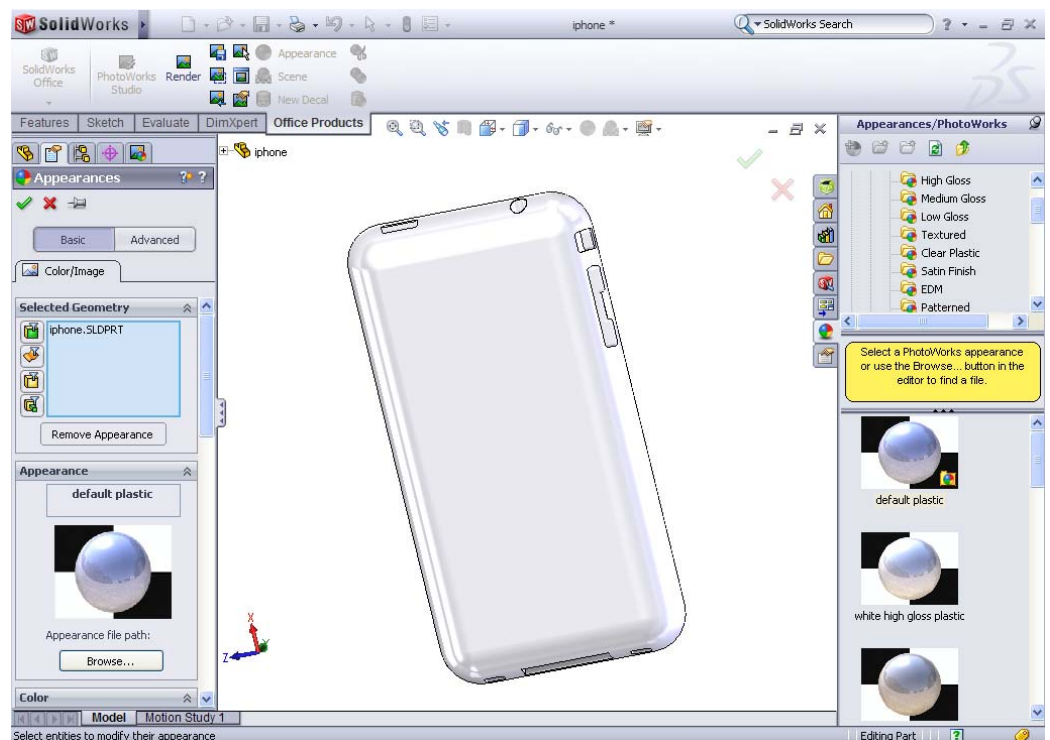 SolidWorks
iphone *
SolidWorks Search
SolidWorks
Office
PhotoWorks
Studio
Render
Appearance
Scene
New Decal
Features
Sketch
Evaluate
DimXpert
Office Products
iphone
Appearances
Basic
Advanced
Color/Image
Selected Geometry
iphone.SLDPRT
Remove Appearance
Appearance
default plastic
Appearance file path:
Browse...
Color
Model
Motion Study 1
Select entities to modify their appearance
X
Z
Appearances/PhotoWorks
High Gloss
Medium Gloss
Low Gloss
Textured
Clear Plastic
Satin Finish
EDM
Patterned
Select a PhotoWorks appearance
or use the Browse... button in the
editor to find a file.
default plastic
white high gloss plastic
Editing Part